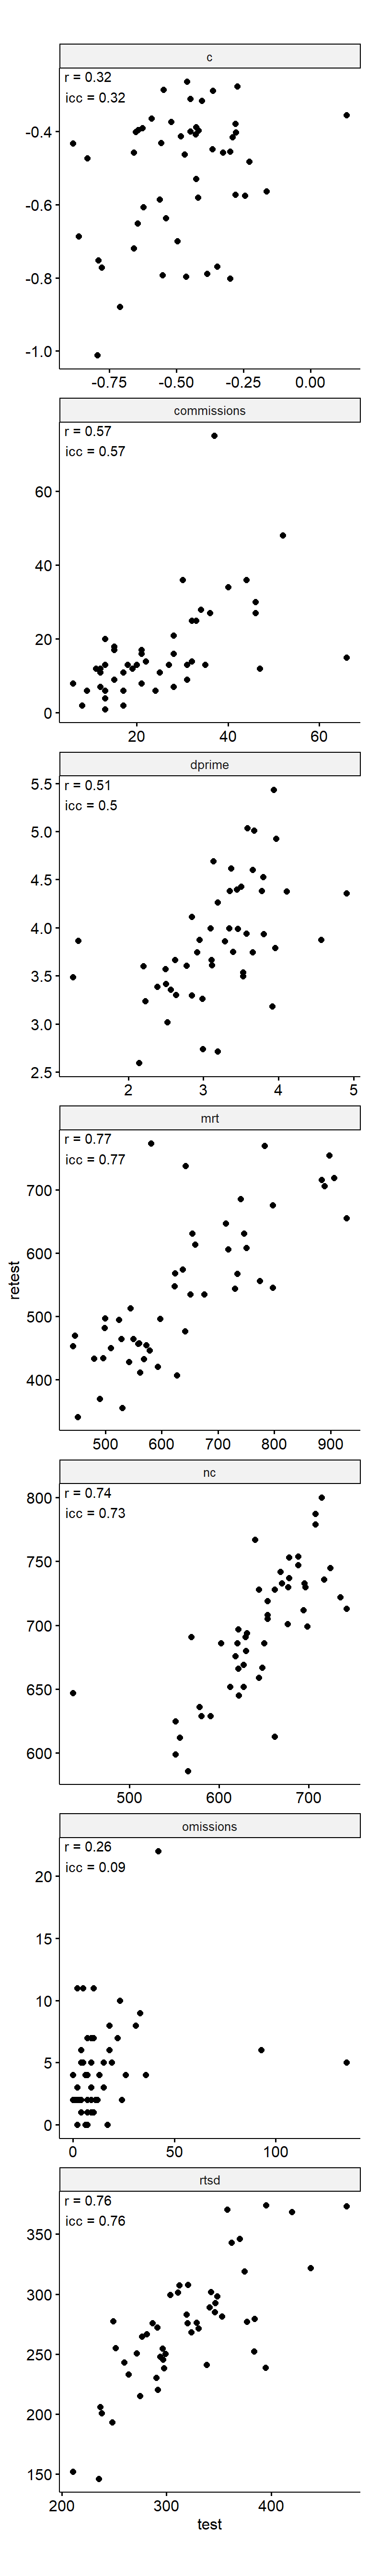 c
r = 0.32
icc = 0.32
-0.4
-0.6
-0.8
-1.0
-0.75 -0.50 -0.25 0.00
commissions
r = 0.57
icc = 0.57
60
40
20
0
20 40 60
dprime
5.5
r = 0.51
icc = 0.5
5.0
4.5
4.0
3.5
3.0
2.5
2 3 4 5
mrt
r = 0.77
icc = 0.77
700
600
500
400
500 600 700 800 900
retest
nc
r = 0.74
800
icc = 0.73
750
700
650
600
500 600 700
omissions
r = 0.26
icc = 0.09
20
15
10
5
0
0 50 100
rtsd
r = 0.76
icc = 0.76
350
300
250
200
150
200 300 400
test